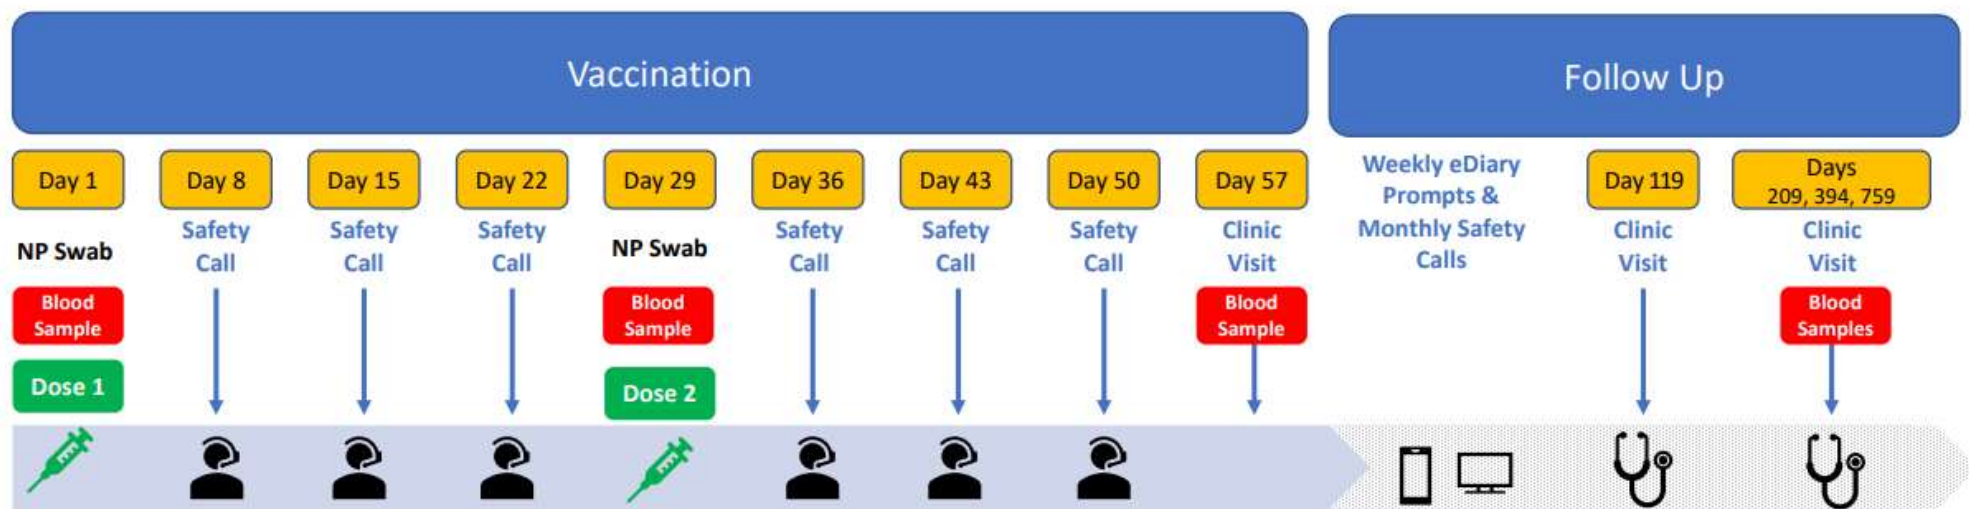 Vaccination
Follow Up
Day 1
Day 8
Day 15
Day 22
Day 29
Day 36
Day 43
Day 50
Day 57
Weekly eDiary
Prompts &
Monthly Safety
Calls
Day 119
Days
209, 394, 759
NP Swab
Safety
Call
Safety
Call
Safety
Call
NP Swab
Safety
Call
Safety
Call
Safety
Call
Clinic
Visit
Clinic
Visit
Clinic
Visit
Blood
Sample
Blood
Sample
Blood
Sample
Blood
Samples
Dose 1
Dose 2